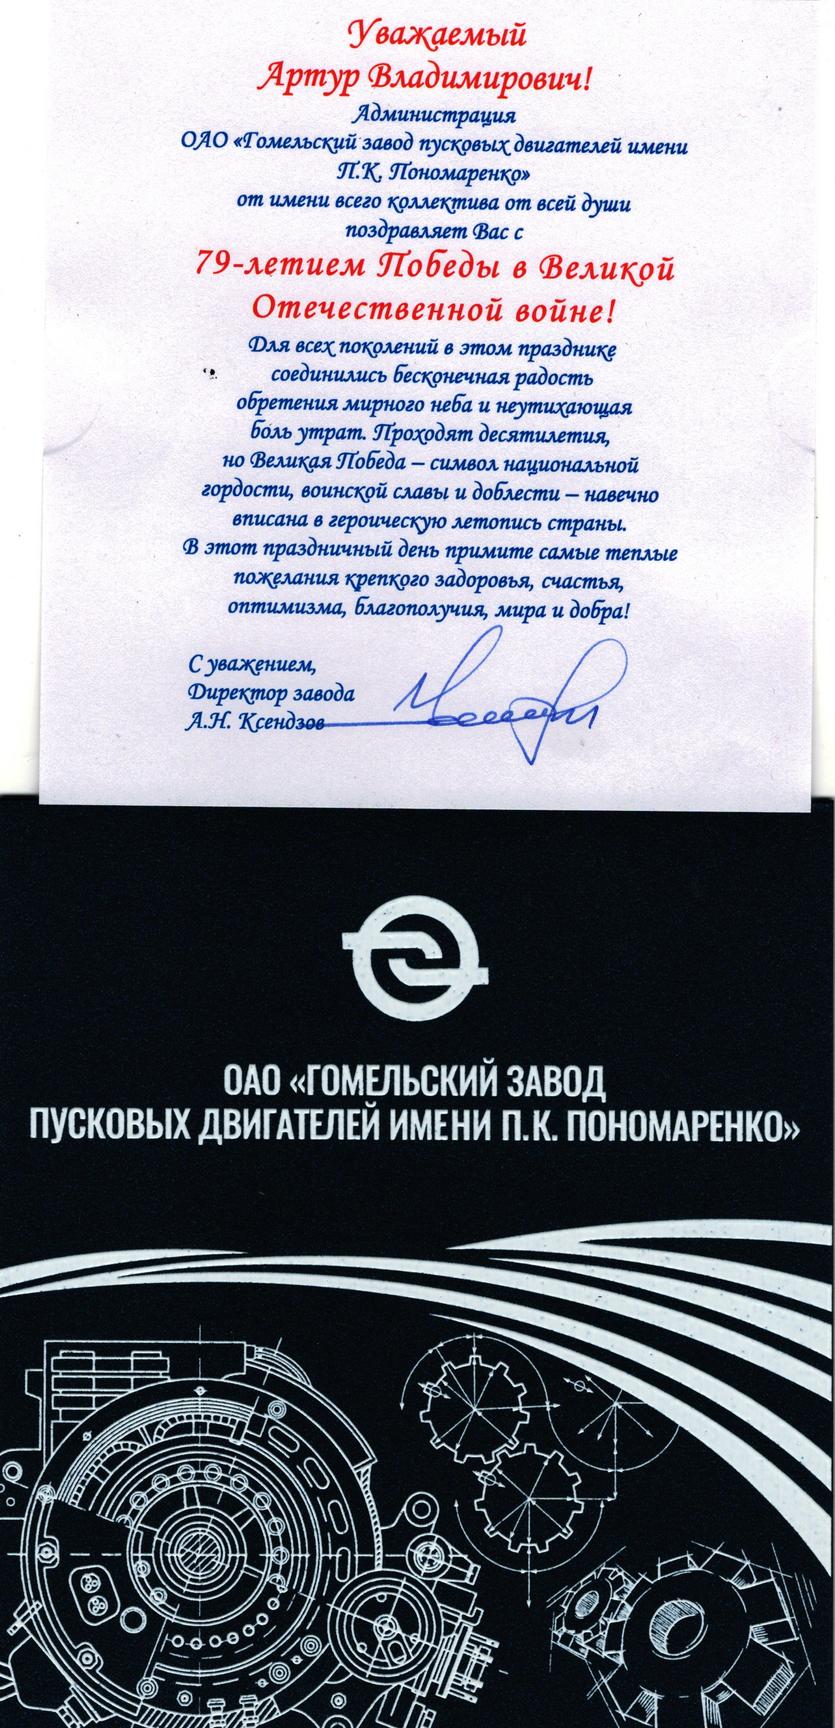 Уважаемый
Артур Владимирович!
Администрация
ОАО «Гомельский завод пусковых двигателей имени
П.К. Пономаренко»
от имени всего коллектива от всей души
поздравляет Вас с
79-летием Победы в Великой
Отечественной войне!
Для всех поколений в этом празднике
соединились бесконечная радость
обретения мирного неба и неутихающая
боль утрат. Проходят десятилетия,
но Великая Победа – символ национальной
гордости, воинской славы и доблести – навечно
вписана в героическую летопись страны.
В этот праздничный день примите самые теплые
пожелания крепкого задоровья, счастья,
оптимизма, благополучия, мира и добра!
С уважением,
Директор завода
А.Н. Ксендзов
ОАО «ГОМЕЛЬСКИЙ ЗАВОД
ПУСКОВЫХ ДВИГАТЕЛЕЙ ИМЕНИ П.К. ПОНОМАРЕНКО»